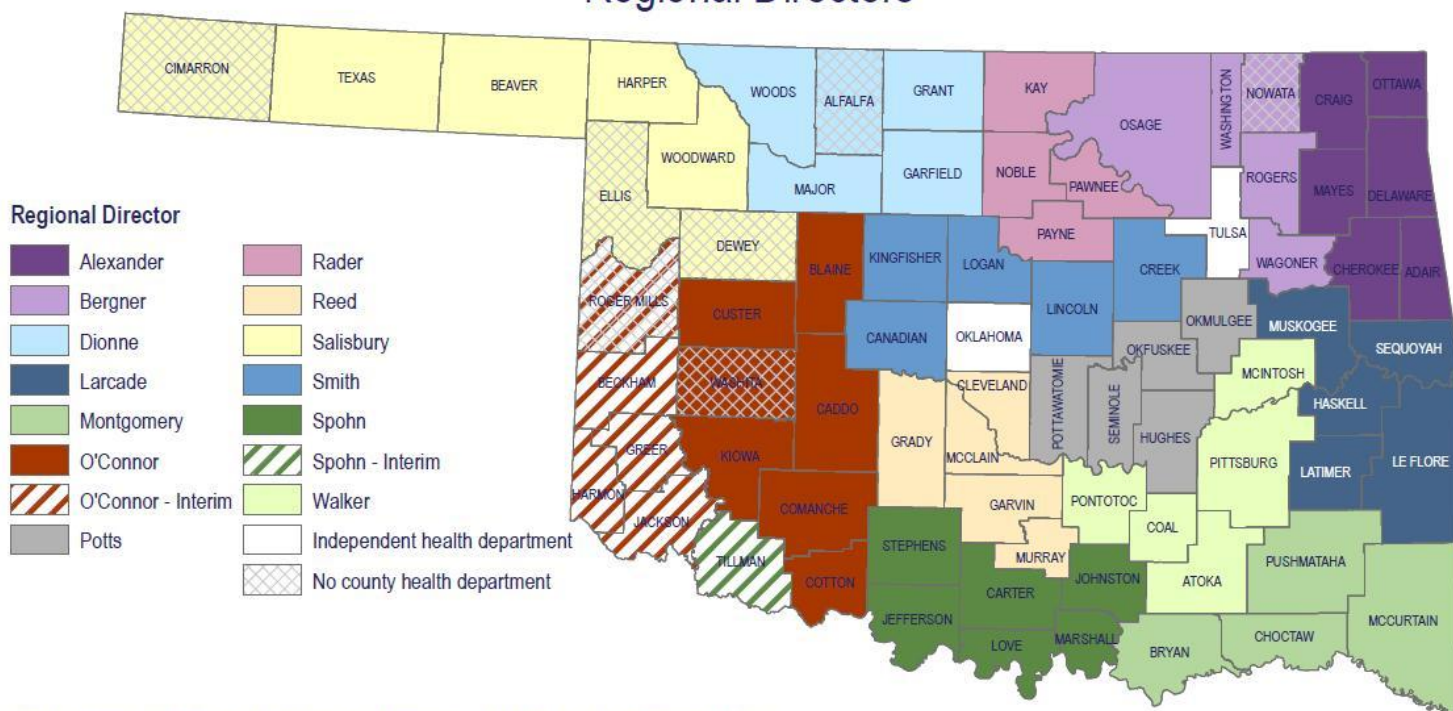 Regional Directors
CIMARRON
TEXAS
BEAVER
HARPER
WOODS
ALFALFA
GRANT
KAY
OSAGE
WASHINGTON
NOWATA
CRAIG
OTTAWA
WOODWARD
ELLIS
MAJOR
GARFIELD
NOBLE
PAWNEE
ROGERS
MAYES
DELAWARE
DEWEY
BLAINE
KINGFISHER
LOGAN
PAYNE
CREEK
TULSA
WAGONER
CHEROKEE
ADAIR
ROGER MILLS
CUSTER
CANADIAN
OKLAHOMA
LINCOLN
OKMULGEE
OKFUSKEE
MUSKOGEE
SEQUOYAH
BECKHAM
WASHITA
CADDO
GRADY
CLEVELAND
MCCLAIN
POTTAWATOMIE
SEMINOLE
HUGHES
MCINTOSH
HASKELL
PITTSBURG
LATIMER
LE FLORE
GREER
KIOWA
HARMON
JACKSON
COMANCHE
GARVIN
PONTOTOC
COAL
TILLMAN
COTTON
STEPHENS
MURRAY
JOHNSTON
ATOKA
PUSHMATAHA
JEFFERSON
CARTER
LOVE
MARSHALL
BRYAN
CHOCTAW
MCCURTAIN
Regional Director
Alexander
Bergner
Dionne
Larcade
Montgomery
O'Connor
O'Connor - Interim
Potts
Rader
Reed
Salisbury
Smith
Spohn
Spohn - Interim
Walker
Independent health department
No county health department